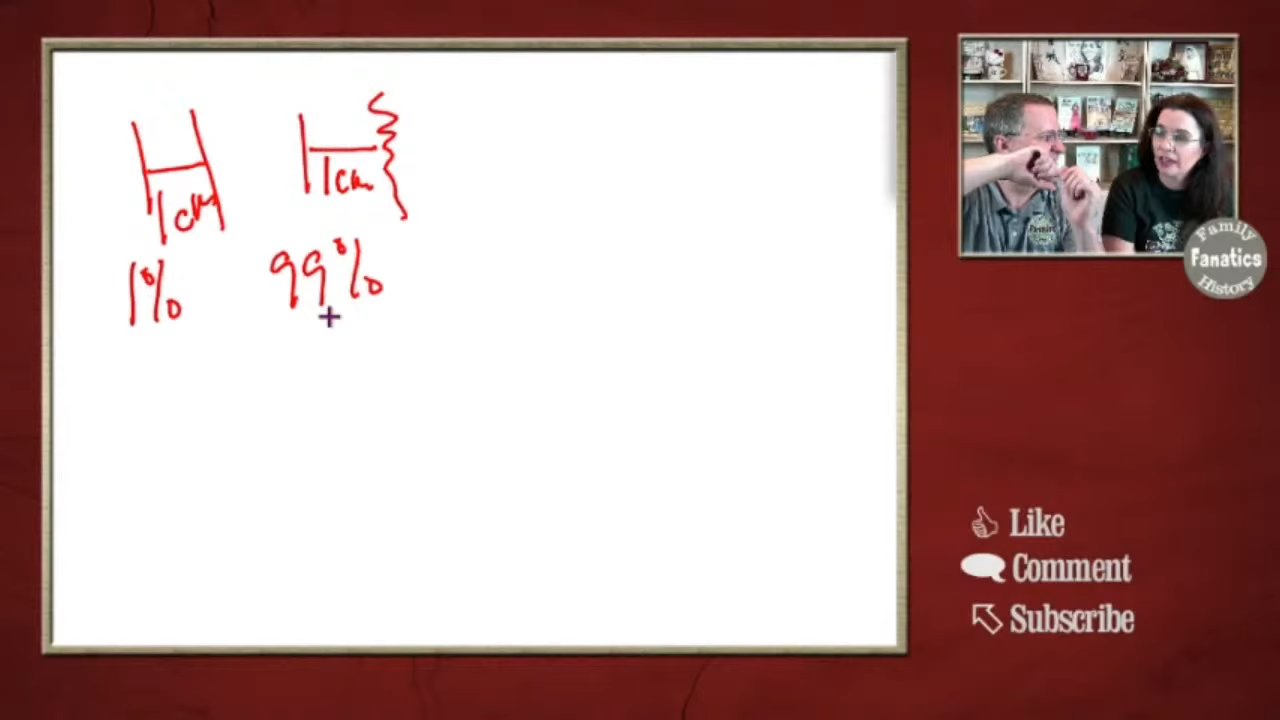 1cm 1cm
1% 99%
Family
Fanatics
History
Like
Comment
Subscribe